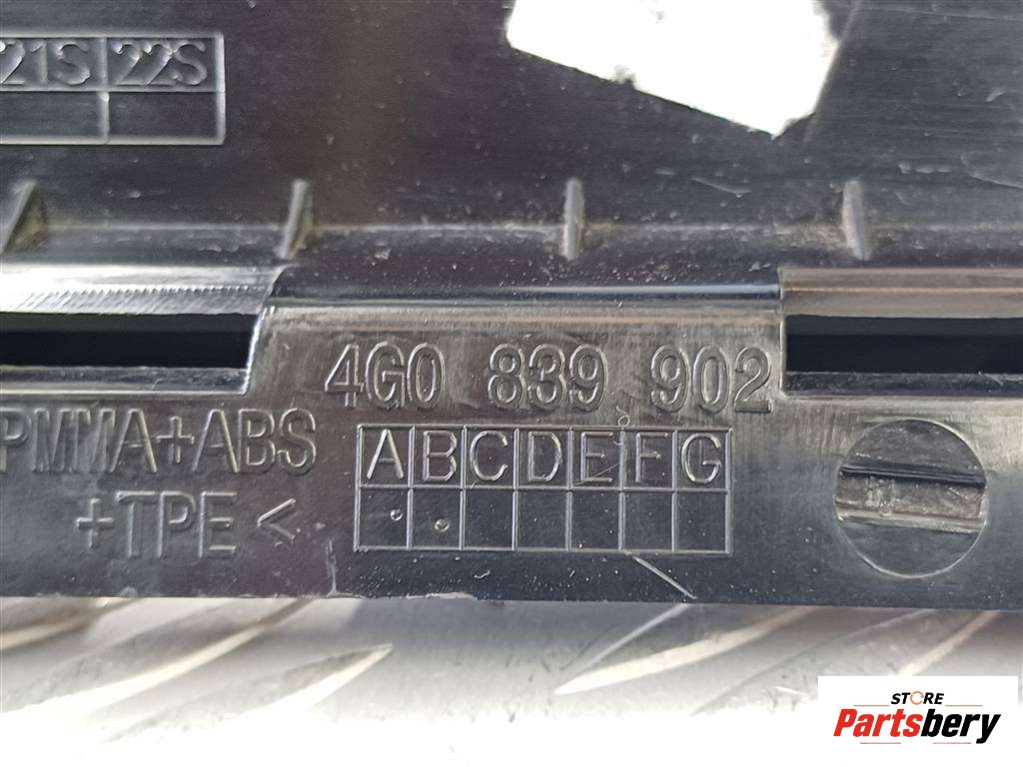 21S 22S
4G0 839 902
PMMA+ABS
+TPE <
A B C D E F G
STORE
Partsbery